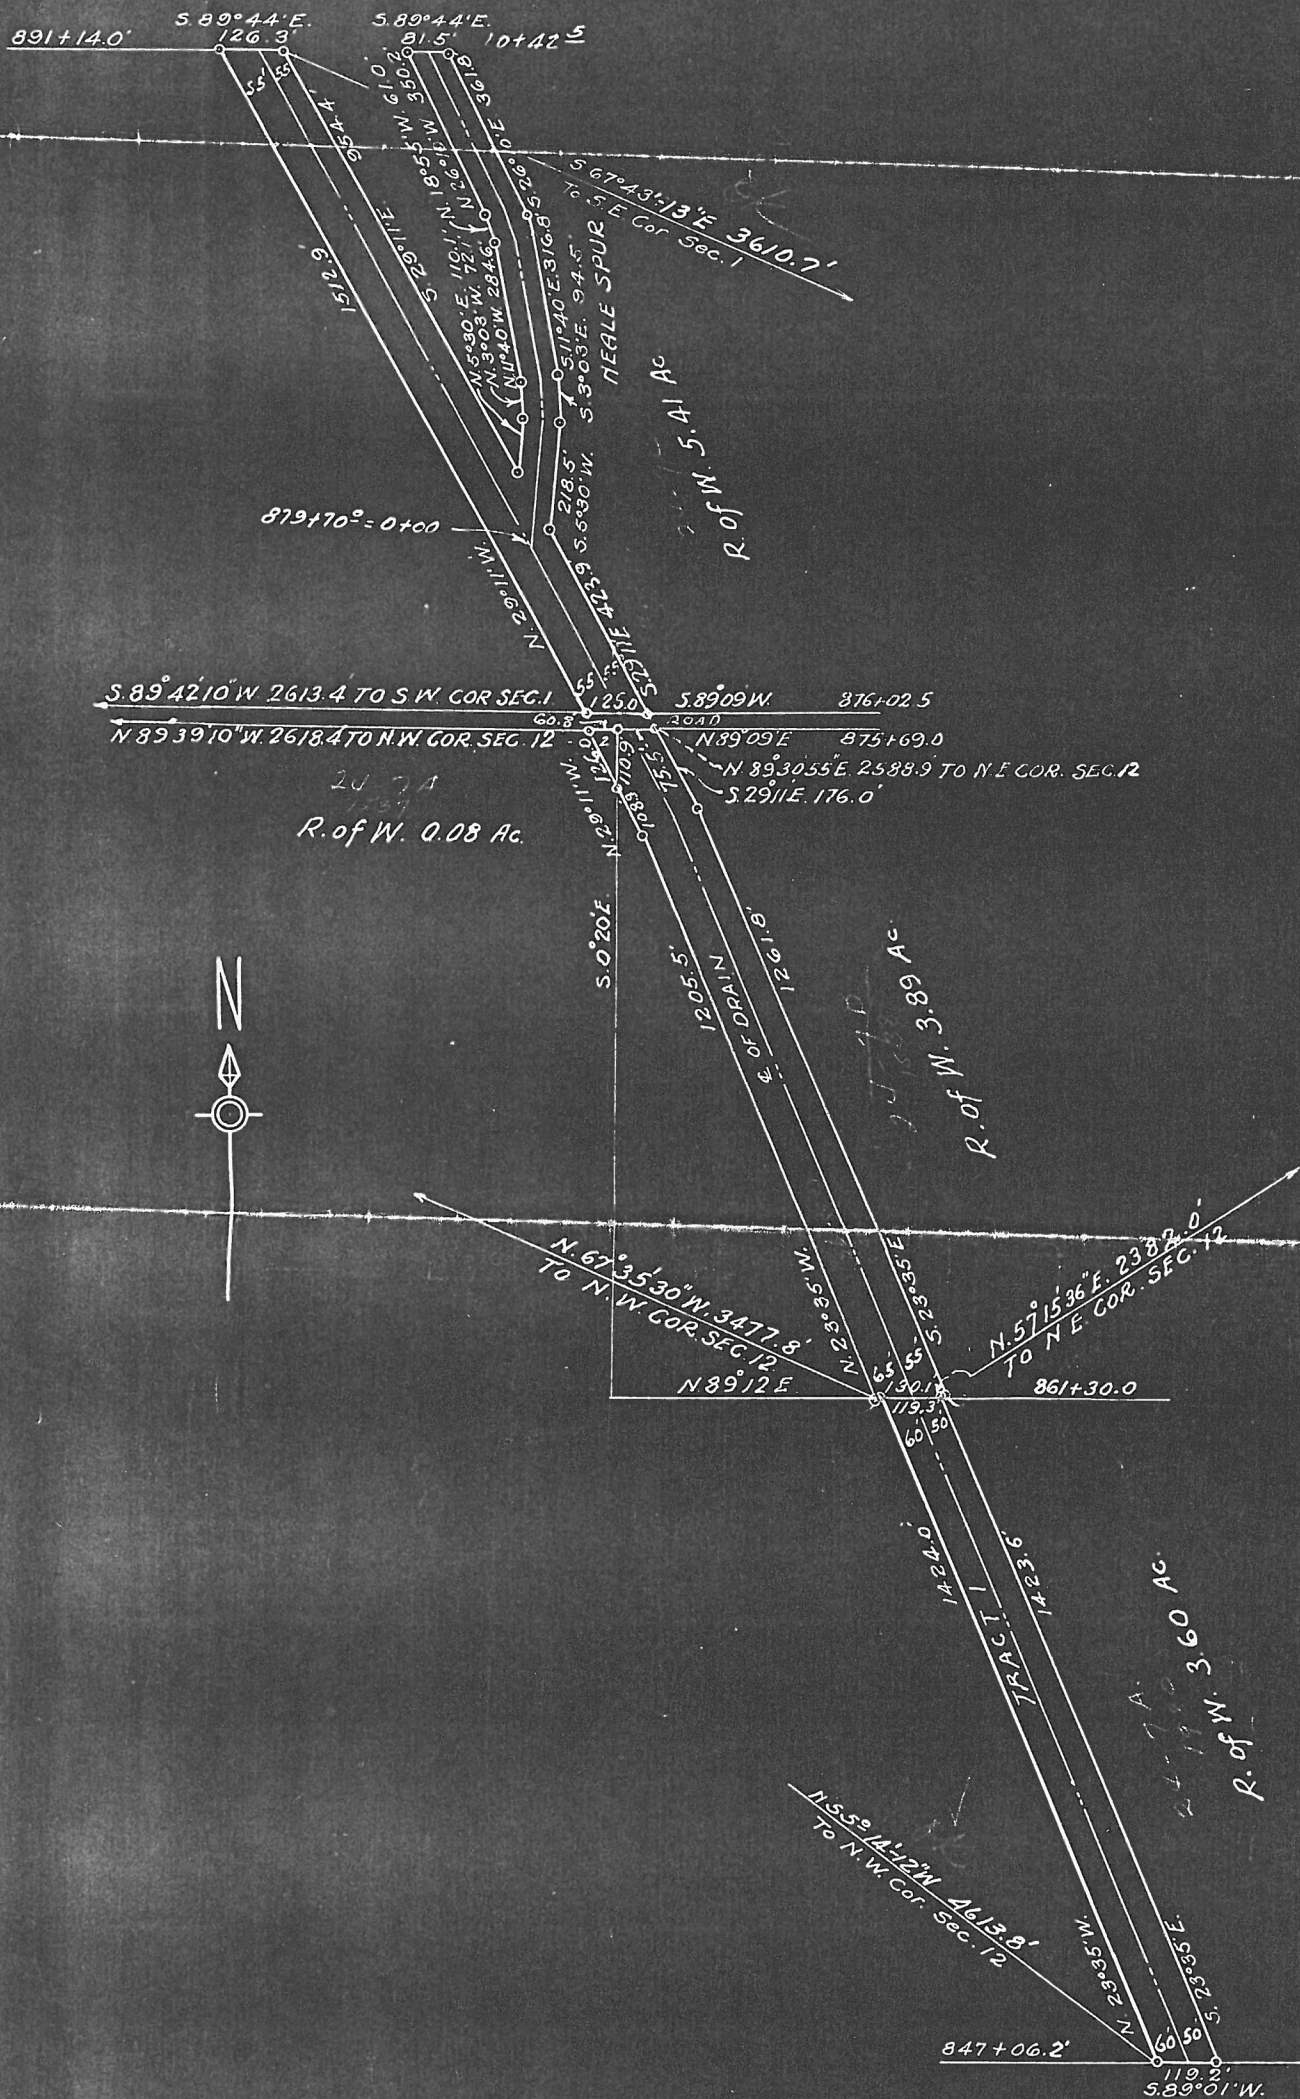 S. 89°44'E.
126.3'
891+14.0'
S. 89°44'E.
81.5'
10+42 5
55'
55'
954.4'
S. 29°11'E.
1512.9'
N. 29°11'W.
N. 18°55'W. 61.0'
N 26°10'W 350.2'
N. 5°30'E. 110.1'
N. 3°03'W. 72.1'
N. 11°40'W. 284.6'
S. 26°10'E 361.8'
S. 11°40'E. 316.8'
S. 3°03'E. 94.5'
NEALE SPUR
S 67°43'-13"E 3610.7'
To S.E Cor Sec. 1
R. of W. 5.41 Ac
218.5'
S. 5°30'W.
879+70 0 = 0+00
S. 29°11'E 423.9'
55'
55'
S. 89°42'10"W. 2613.4 TO S.W. COR SEC. 1
125.0
S. 89°09'W.
876+02.5
60.8
ROAD
N 89°39'10"W. 2618.4 TO N.W. COR. SEC. 12
N 89°09'E
875+69.0
N. 89°30'55"E. 2588.9' TO N.E COR. SEC. 12
S. 29°11'E. 176.0'
75.5'
N. 29°11'W.
126.0
110.9
108.9
R. of W. 0.08 Ac.
S. 0°20'E.
N
1205.5'
℄ OF DRAIN
1261.8'
R. of W. 3.89 Ac.
N. 67°35'30"W. 3477.8'
TO N.W. COR. SEC. 12
N. 23°35'W.
S. 23°35'E
N. 57°15'36"E. 2382.0'
TO N E COR. SEC. 12
N. 89°12'E
65'
55'
130.1'
861+30.0
119.3'
60'
50'
1424.0'
TRACT 1
1423.6'
R. of W. 3.60 Ac.
N 55°-14'-12"W 4613.8'
To N.W. Cor. Sec. 12
N. 23°35'W.
S. 23°35'E.
847+06.2'
60'
50'
119.2'
S. 89°01'W.